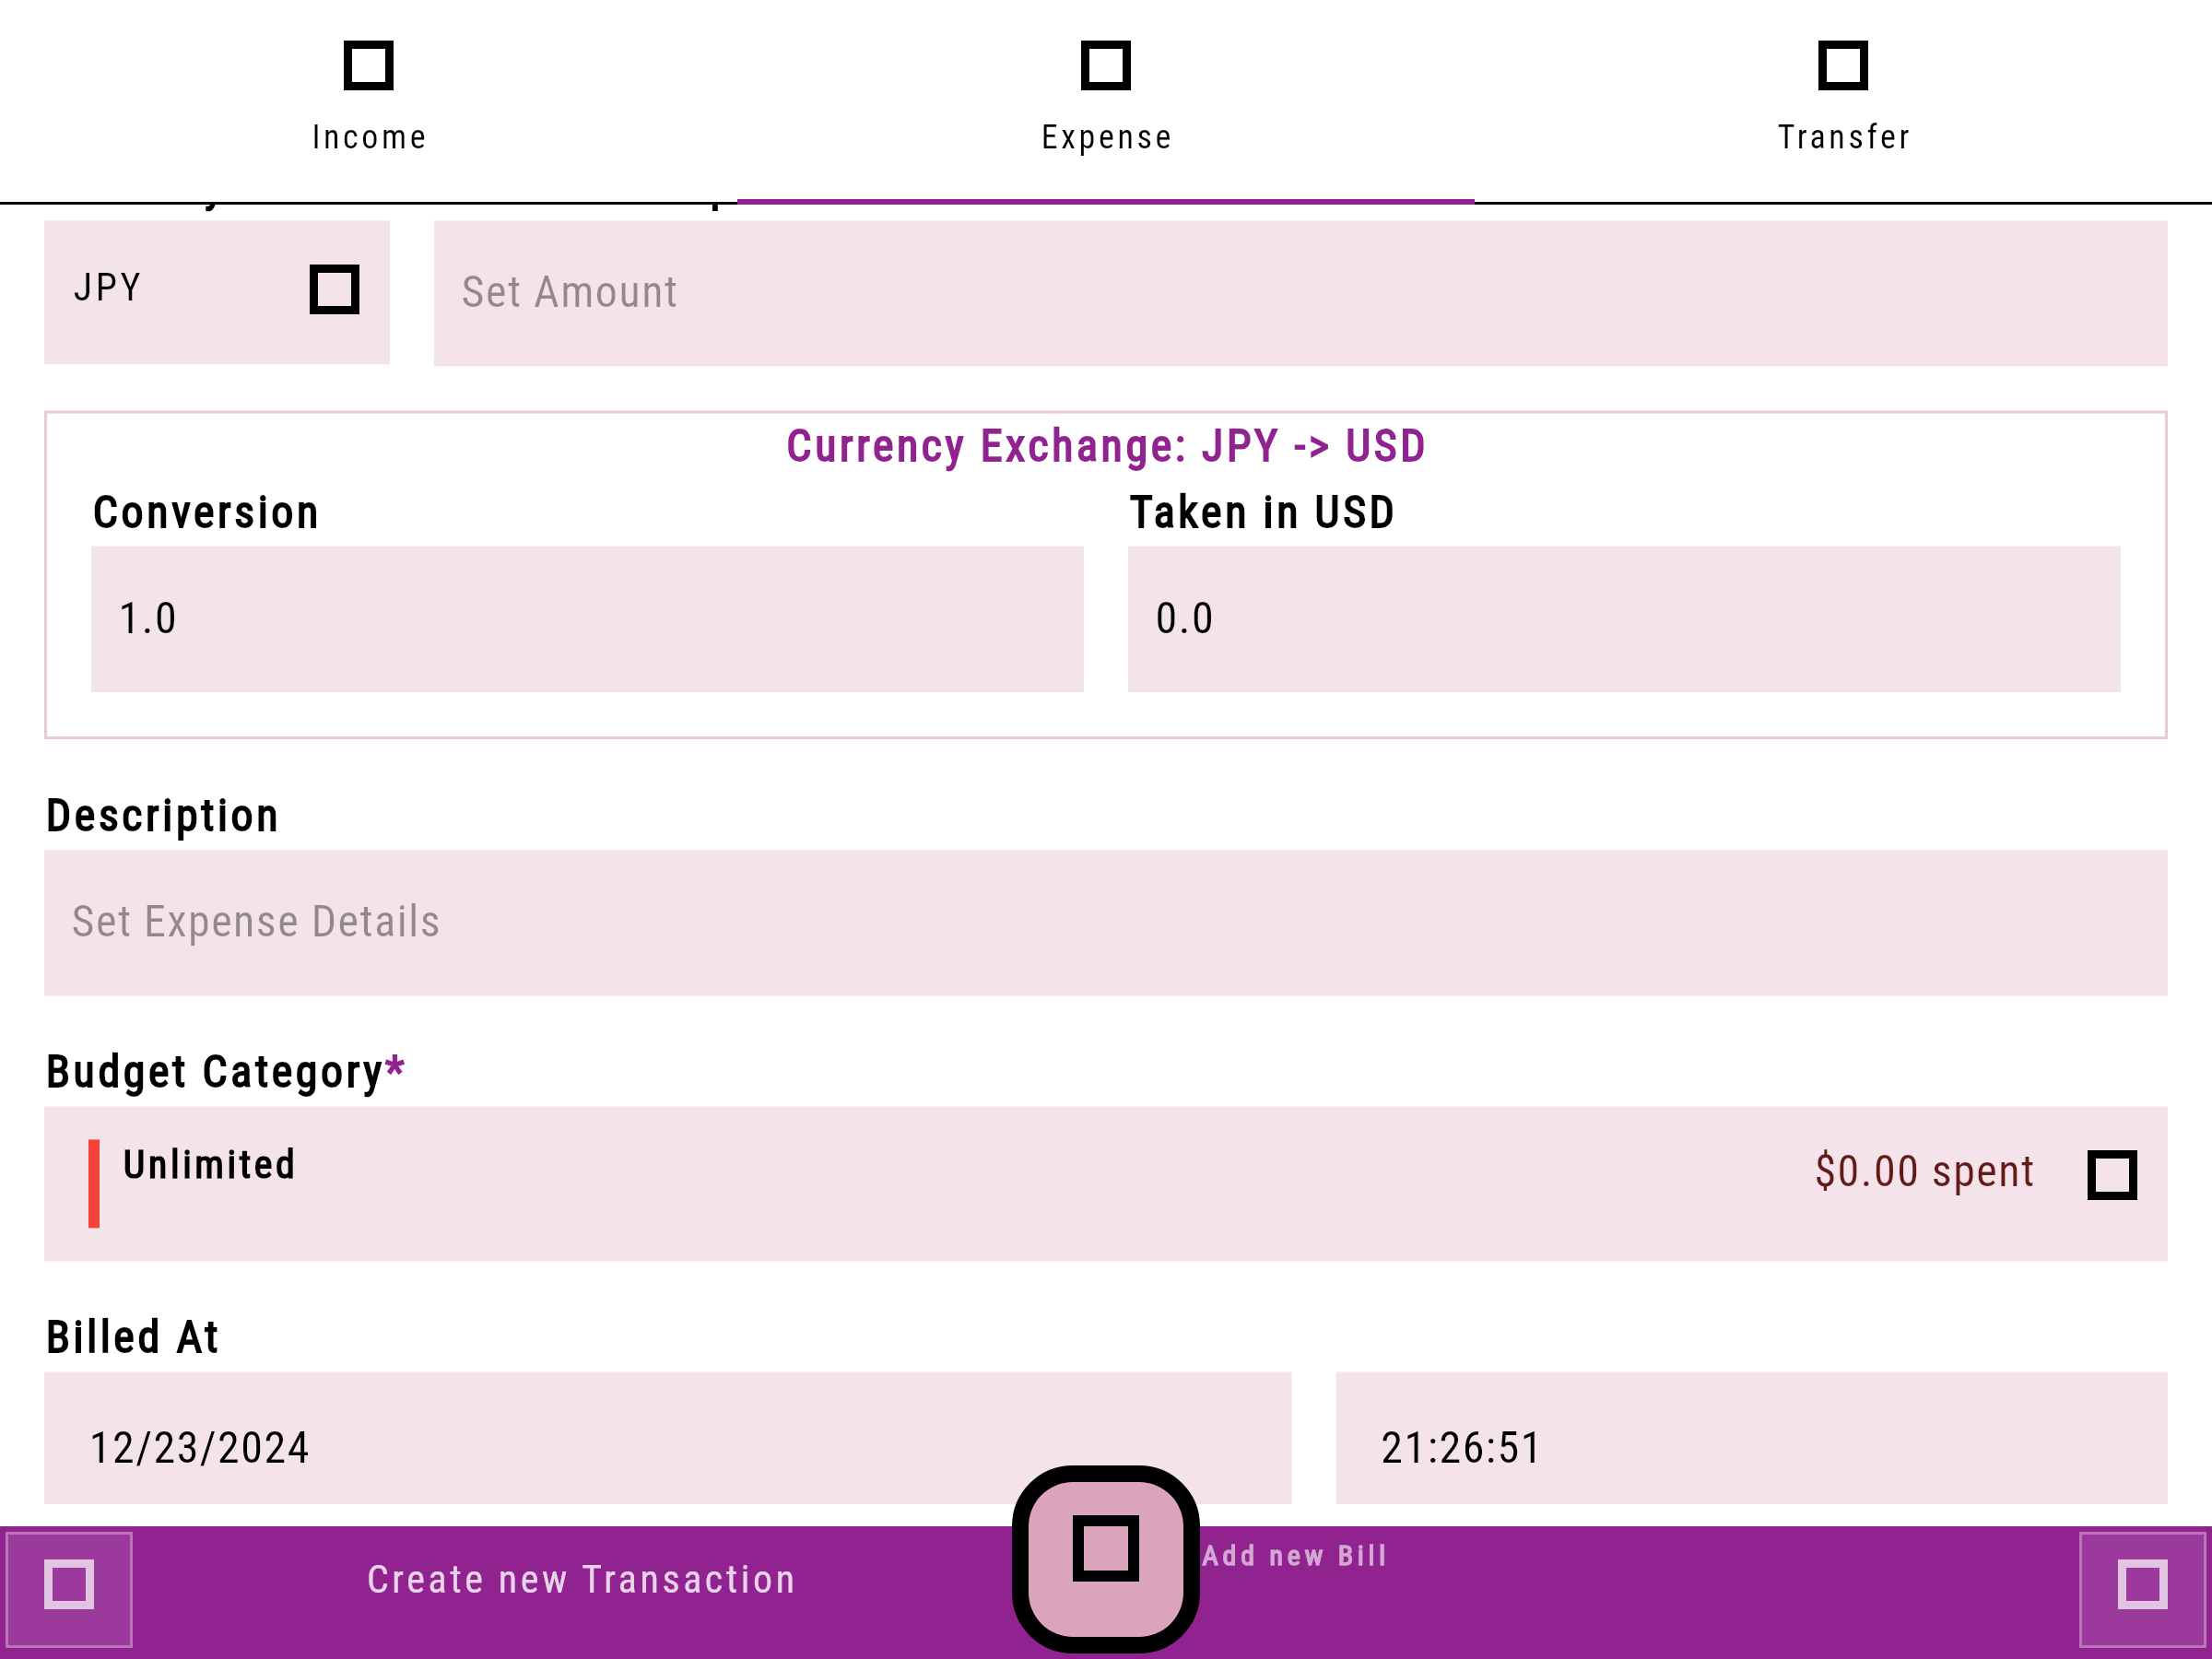 Income
Expense
Transfer
JPY
Set Amount
Currency Exchange: JPY -> USD
Conversion
Taken in USD
1.0
0.0
Description
Set Expense Details
Budget Category*
Unlimited
$0.00 spent
Billed At
12/23/2024
21:26:51
Create new Transaction
Add new Bill